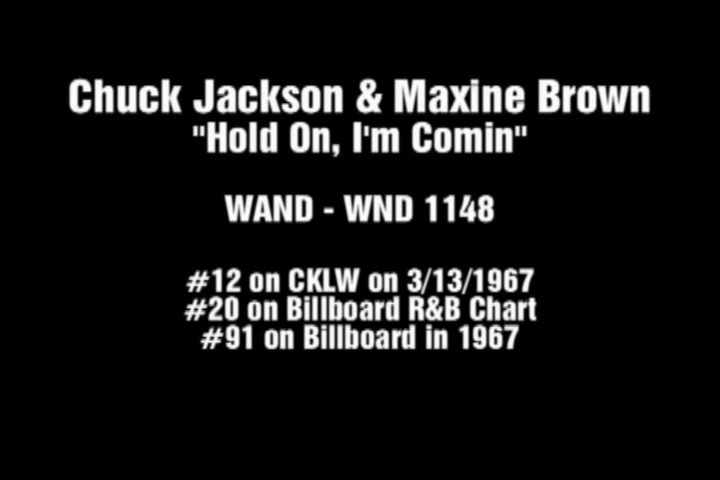 Chuck Jackson & Maxine Brown
"Hold On, I'm Comin"
WAND - WND 1148
#12 on CKLW on 3/13/1967
#20 on Billboard R&B Chart
#91 on Billboard in 1967